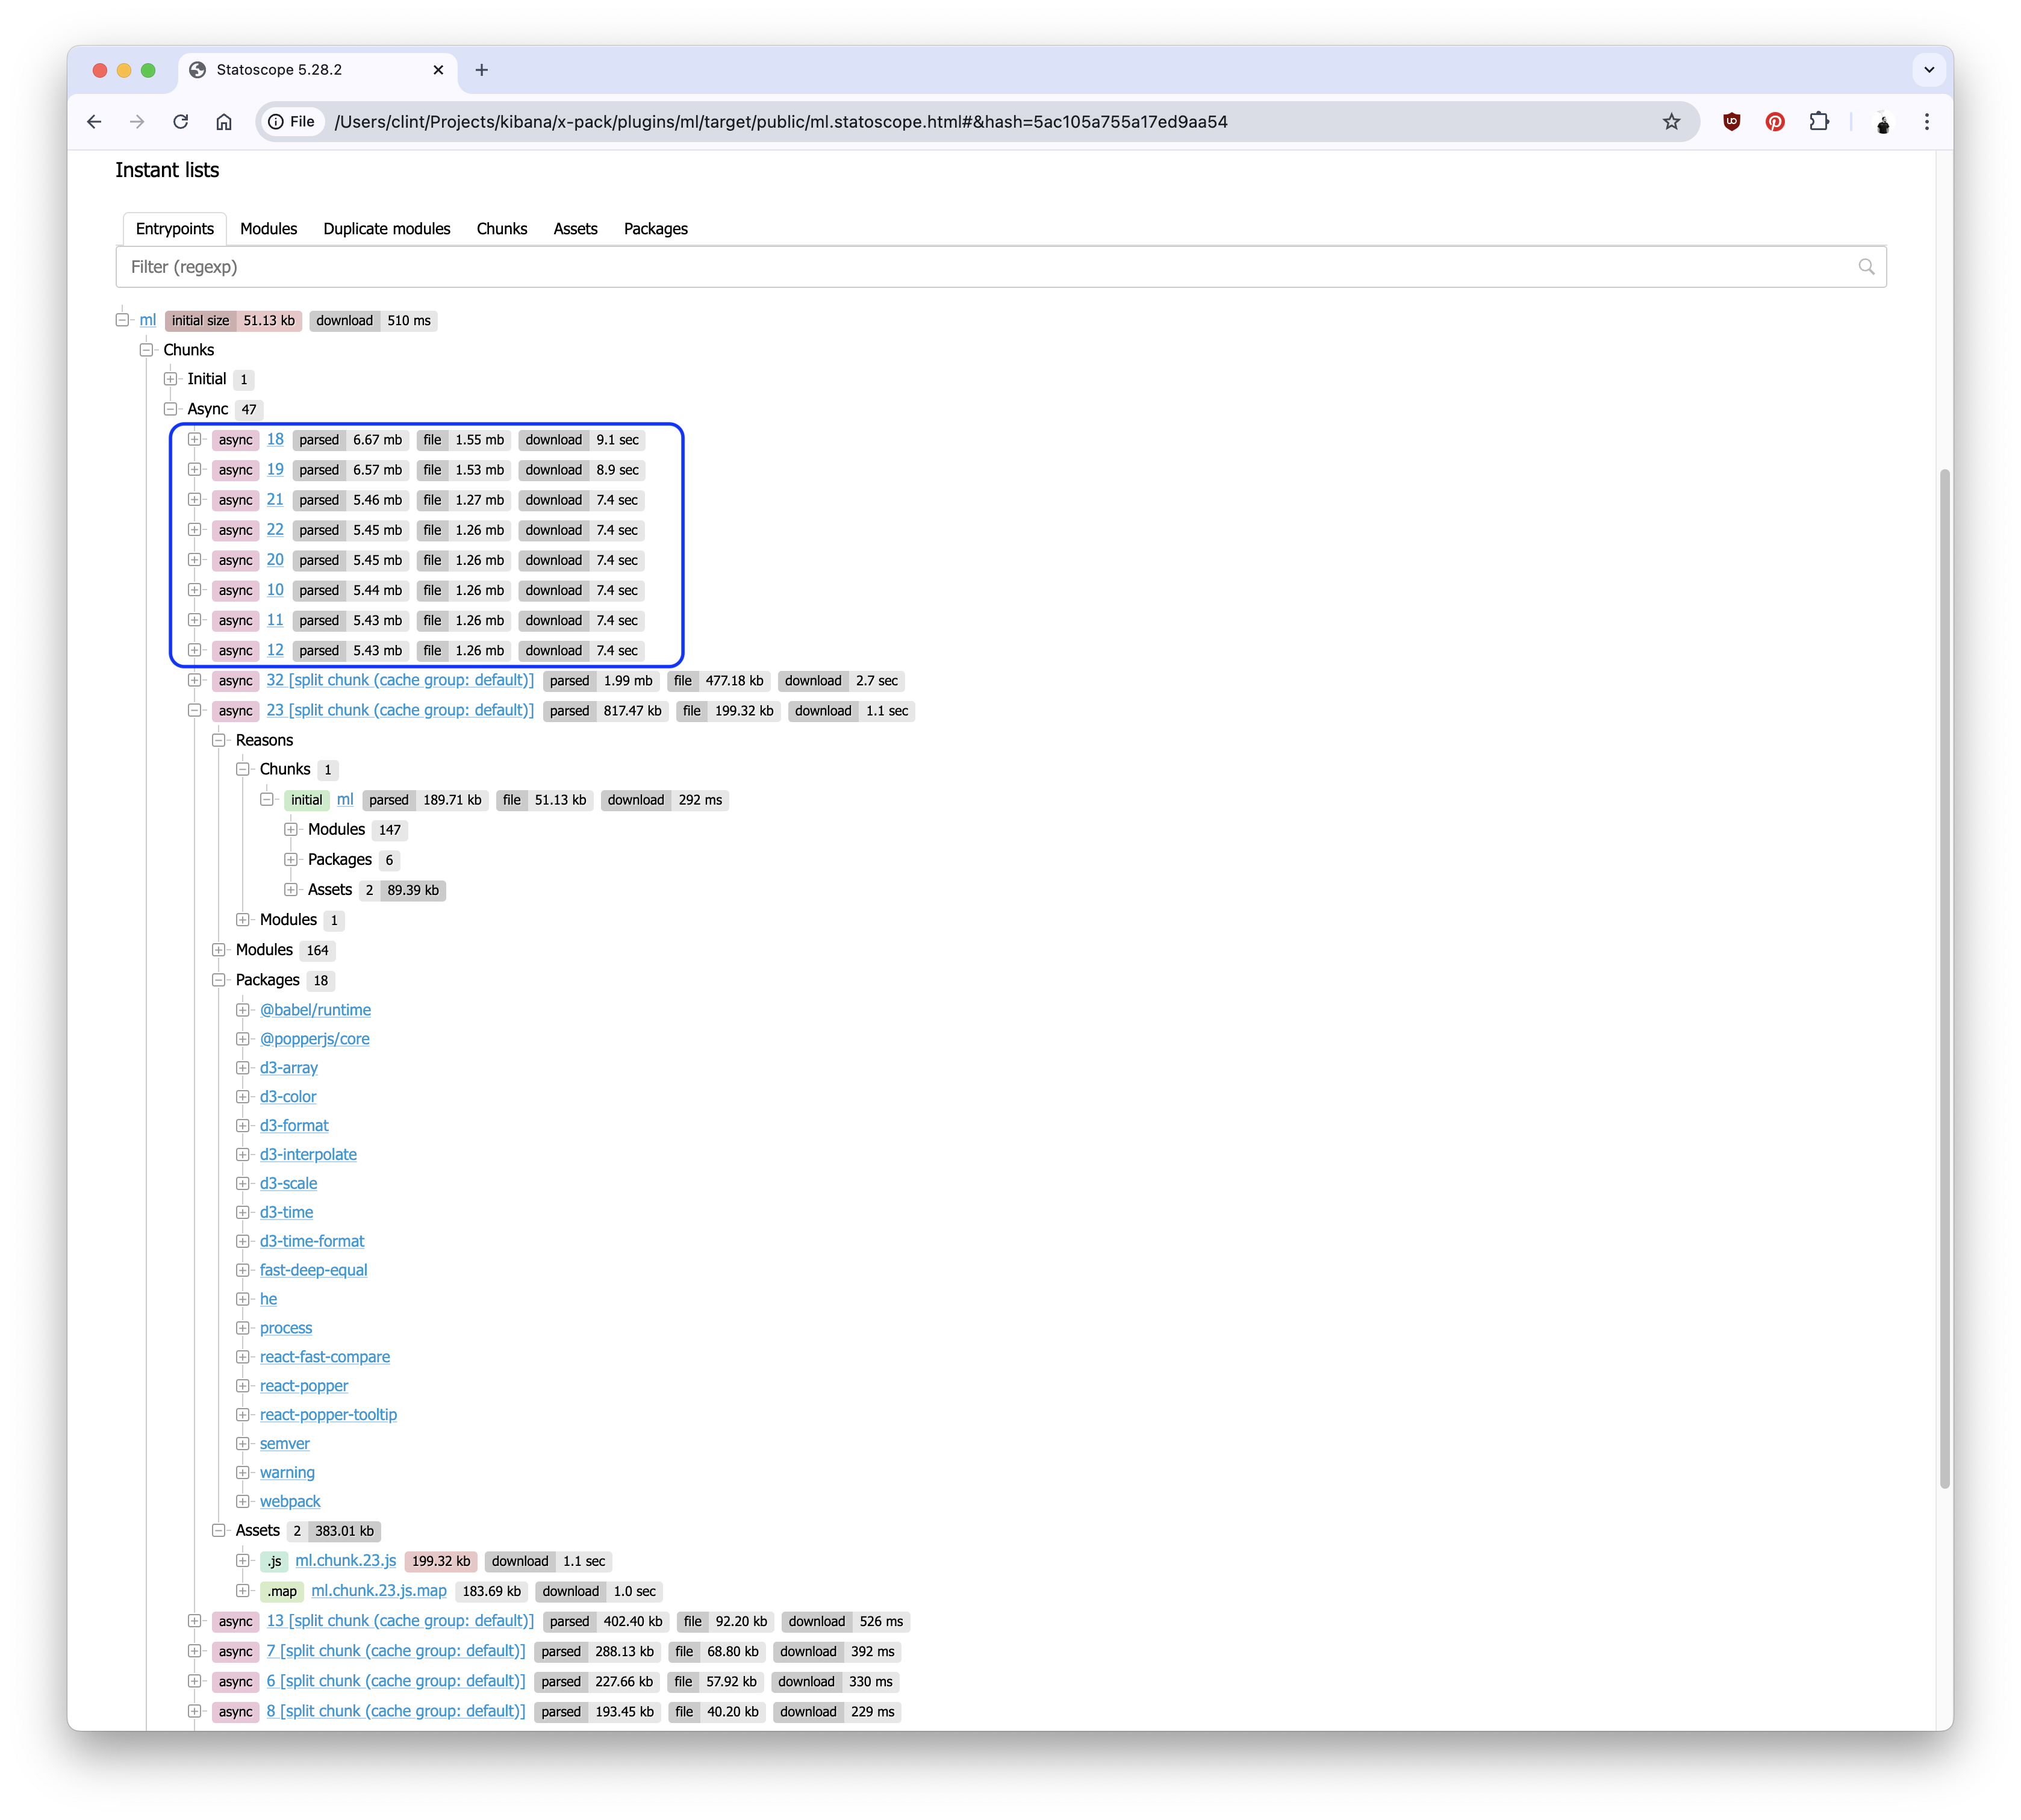 Statoscope 5.28.2
File /Users/clint/Projects/kibana/x-pack/plugins/ml/target/public/ml.statoscope.html#&hash=5ac105a755a17ed9aa54
Instant lists
Entrypoints Modules Duplicate modules Chunks Assets Packages
Filter (regexp)
ml initial size 51.13 kb download 510 ms
Chunks
Initial 1
Async 47
async 18 parsed 6.67 mb file 1.55 mb download 9.1 sec
async 19 parsed 6.57 mb file 1.53 mb download 8.9 sec
async 21 parsed 5.46 mb file 1.27 mb download 7.4 sec
async 22 parsed 5.45 mb file 1.26 mb download 7.4 sec
async 20 parsed 5.45 mb file 1.26 mb download 7.4 sec
async 10 parsed 5.44 mb file 1.26 mb download 7.4 sec
async 11 parsed 5.43 mb file 1.26 mb download 7.4 sec
async 12 parsed 5.43 mb file 1.26 mb download 7.4 sec
async 32 [split chunk (cache group: default)] parsed 1.99 mb file 477.18 kb download 2.7 sec
async 23 [split chunk (cache group: default)] parsed 817.47 kb file 199.32 kb download 1.1 sec
Reasons
Chunks 1
initial ml parsed 189.71 kb file 51.13 kb download 292 ms
Modules 147
Packages 6
Assets 2 89.39 kb
Modules 1
Modules 164
Packages 18
@babel/runtime
@popperjs/core
d3-array
d3-color
d3-format
d3-interpolate
d3-scale
d3-time
d3-time-format
fast-deep-equal
he
process
react-fast-compare
react-popper
react-popper-tooltip
semver
warning
webpack
Assets 2 383.01 kb
.js ml.chunk.23.js 199.32 kb download 1.1 sec
.map ml.chunk.23.js.map 183.69 kb download 1.0 sec
async 13 [split chunk (cache group: default)] parsed 402.40 kb file 92.20 kb download 526 ms
async 7 [split chunk (cache group: default)] parsed 288.13 kb file 68.80 kb download 392 ms
async 6 [split chunk (cache group: default)] parsed 227.66 kb file 57.92 kb download 330 ms
async 8 [split chunk (cache group: default)] parsed 193.45 kb file 40.20 kb download 229 ms